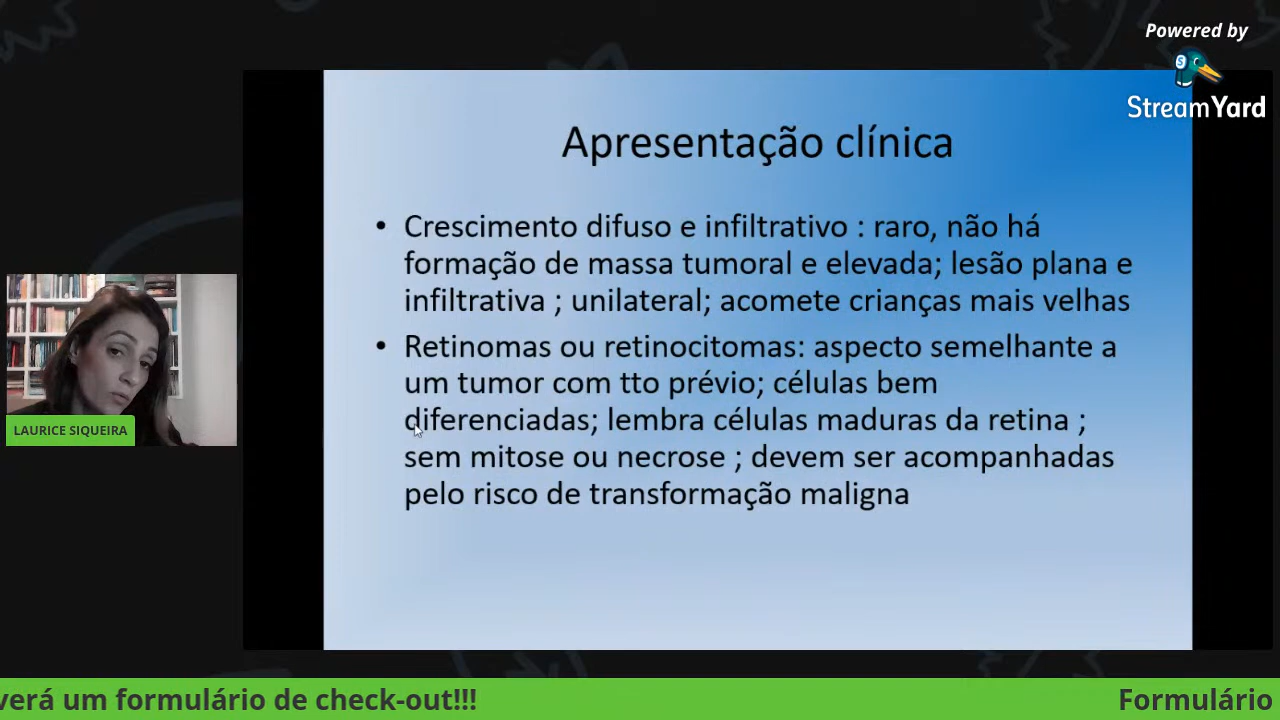 Powered by
StreamYard
Apresentação clínica
• Crescimento difuso e infiltrativo : raro, não há
formação de massa tumoral e elevada; lesão plana e
infiltrativa ; unilateral; acomete crianças mais velhas
• Retinomas ou retinocitomas: aspecto semelhante a
um tumor com tto prévio; células bem
diferenciadas; lembra células maduras da retina ;
sem mitose ou necrose ; devem ser acompanhadas
pelo risco de transformação maligna
LAURICE SIQUEIRA
verá um formulário de check-out!!! Formulário